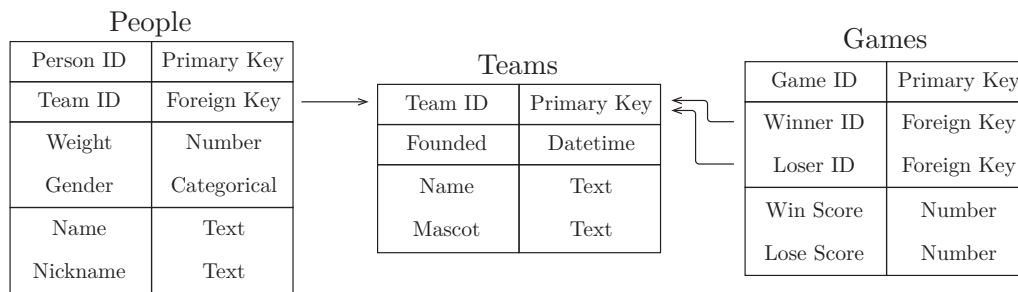 People
Person ID Primary Key
Team ID Foreign Key
Weight Number
Gender Categorical
Name Text
Nickname Text
Teams
Team ID Primary Key
Founded Datetime
Name Text
Mascot Text
Games
Game ID Primary Key
Winner ID Foreign Key
Loser ID Foreign Key
Win Score Number
Lose Score Number